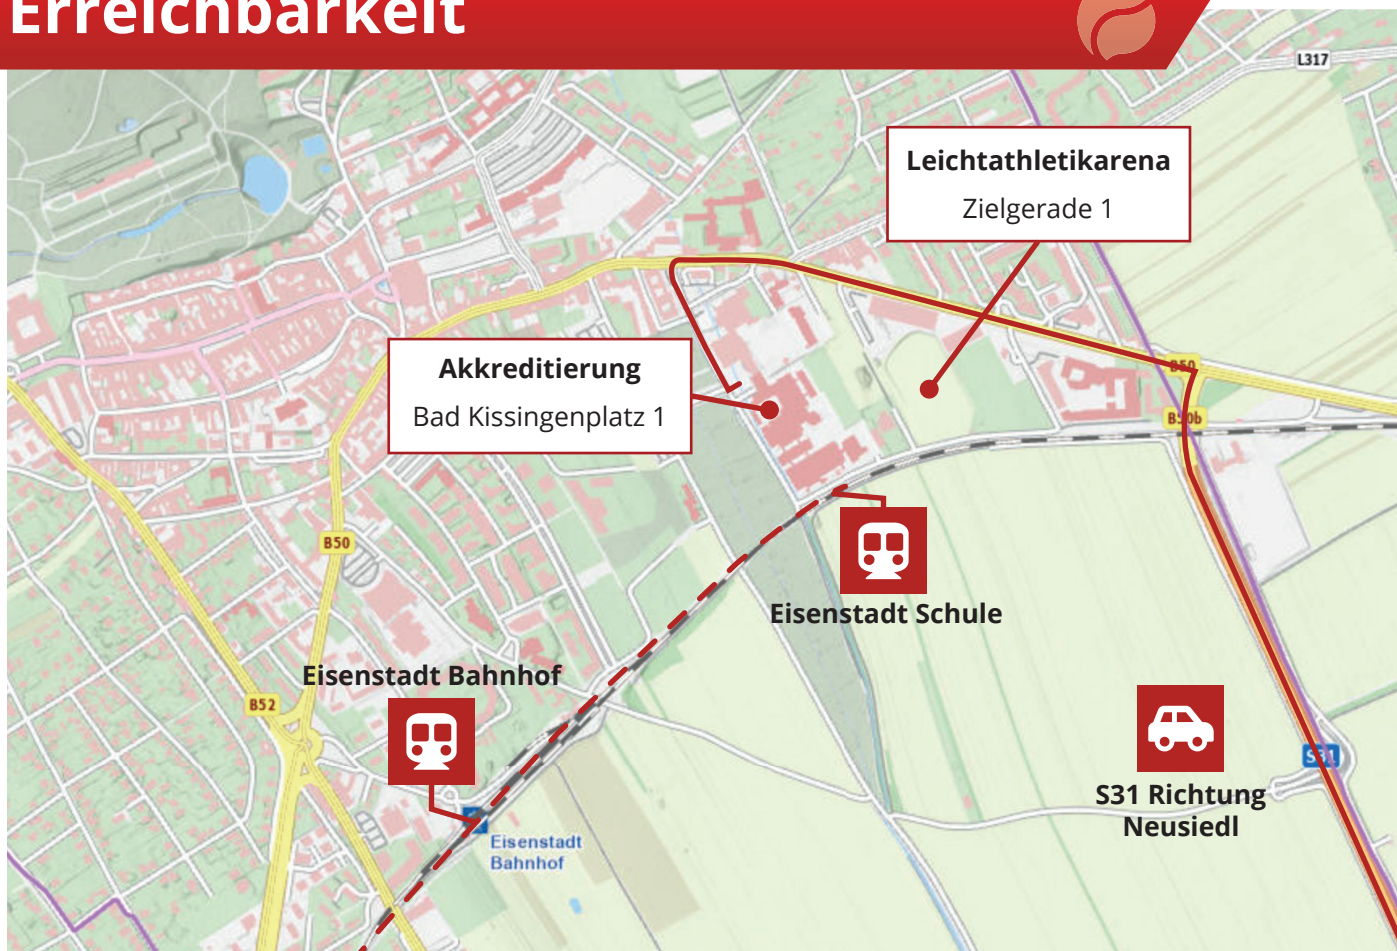 Erreichbarkeit
L317
Leichtathletikarena
Zielgerade 1
Akkreditierung
Bad Kissingenplatz 1
B50
B50b
B50
Eisenstadt Schule
Eisenstadt Bahnhof
B52
S31
S31 Richtung
Neusiedl
Eisenstadt
Bahnhof